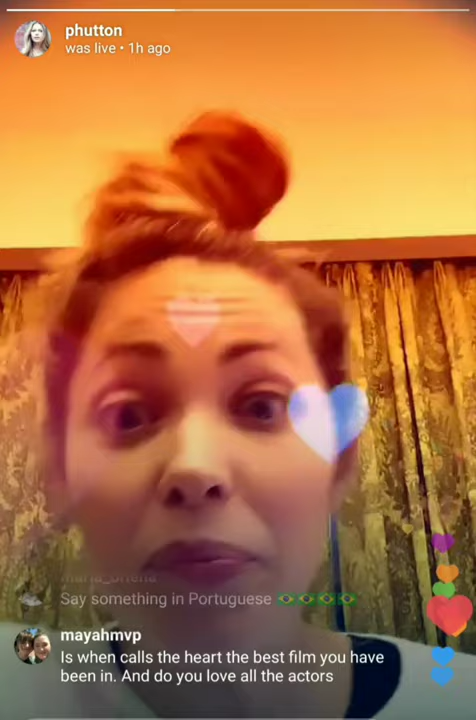 phutton
was live • 1h ago
Say something in Portuguese 🇧🇷🇧🇷🇧🇷🇧🇷
mayahmvp
Is when calls the heart the best film you have
been in. And do you love all the actors